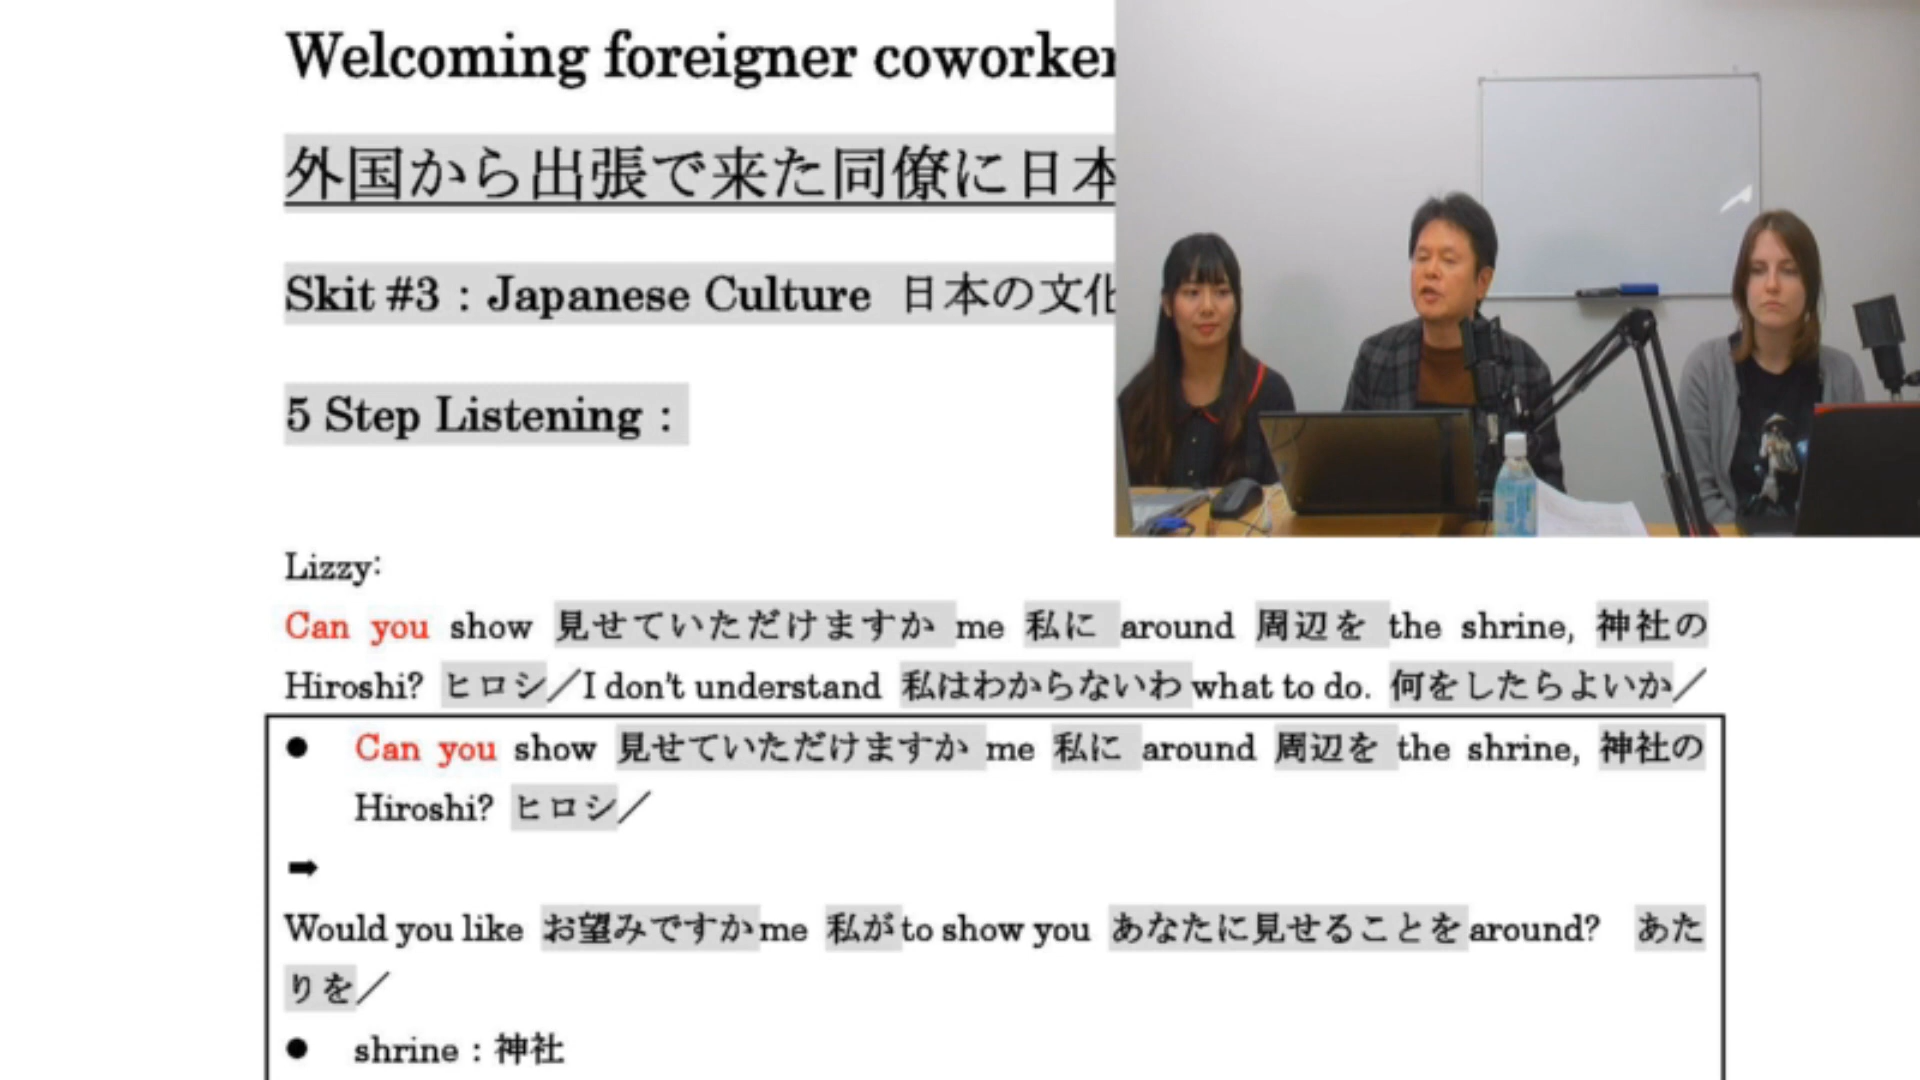 Welcoming foreigner coworker
外国から出張で来た同僚に日本
Skit #3：Japanese Culture 日本の文化
5 Step Listening：
Lizzy:
Can you show 見せていただけますか me 私に around 周辺を the shrine, 神社の
Hiroshi? ヒロシ／I don't understand 私はわからないわ what to do. 何をしたらよいか／
● Can you show 見せていただけますか me 私に around 周辺を the shrine, 神社の
Hiroshi? ヒロシ／
➡
Would you like お望みですか me 私が to show you あなたに見せることを around? あた
りを／
● shrine：神社